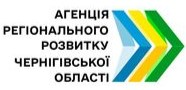 АГЕНЦІЯ
РЕГІОНАЛЬНОГО
РОЗВИТКУ
ЧЕРНІГІВСЬКОЇ
ОБЛАСТІ